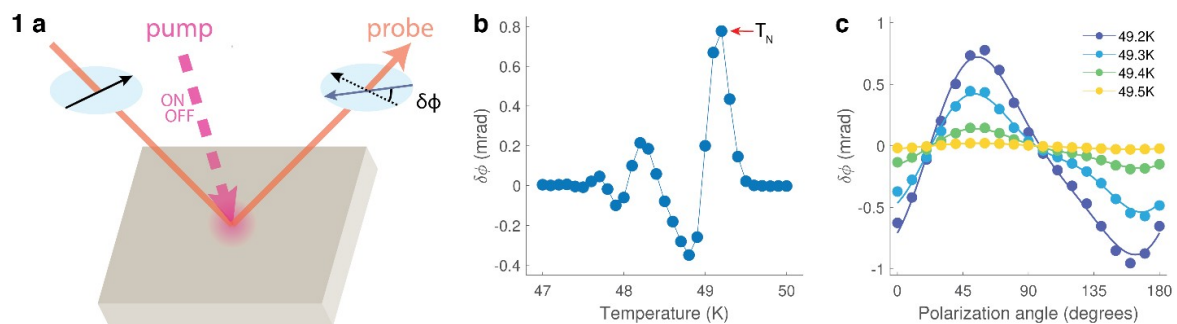 1 a
pump
probe
ON
OFF
δϕ
b
δϕ (mrad)
0.8
0.6
0.4
0.2
0
-0.2
-0.4
T_N
47
48
49
50
Temperature (K)
c
δϕ (mrad)
1
0.5
0
-0.5
-1
49.2K
49.3K
49.4K
49.5K
0
45
90
135
180
Polarization angle (degrees)